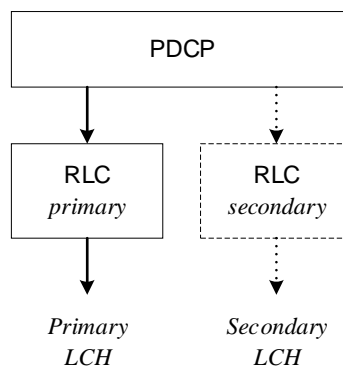 PDCP
RLC
primary
RLC
secondary
Primary
LCH
Secondary
LCH